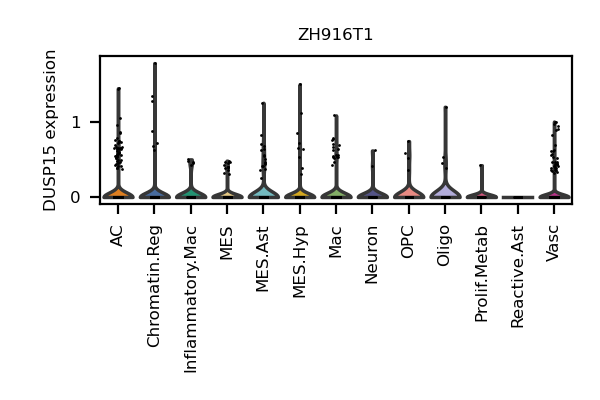 ZH916T1
DUSP15 expression
1
0
AC
Chromatin.Reg
Inflammatory.Mac
MES
MES.Ast
MES.Hyp
Mac
Neuron
OPC
Oligo
Prolif.Metab
Reactive.Ast
Vasc